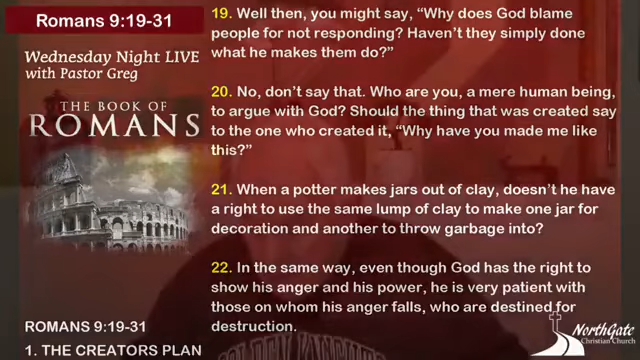 Romans 9:19-31
Wednesday Night LIVE
with Pastor Greg
THE BOOK OF
ROMANS
ROMANS 9:19-31
1. THE CREATORS PLAN
19. Well then, you might say, “Why does God blame
people for not responding? Haven’t they simply done
what he makes them do?”
20. No, don’t say that. Who are you, a mere human being,
to argue with God? Should the thing that was created say
to the one who created it, “Why have you made me like
this?”
21. When a potter makes jars out of clay, doesn’t he have
a right to use the same lump of clay to make one jar for
decoration and another to throw garbage into?
22. In the same way, even though God has the right to
show his anger and his power, he is very patient with
those on whom his anger falls, who are destined for
destruction.
NorthGate
Christian Church